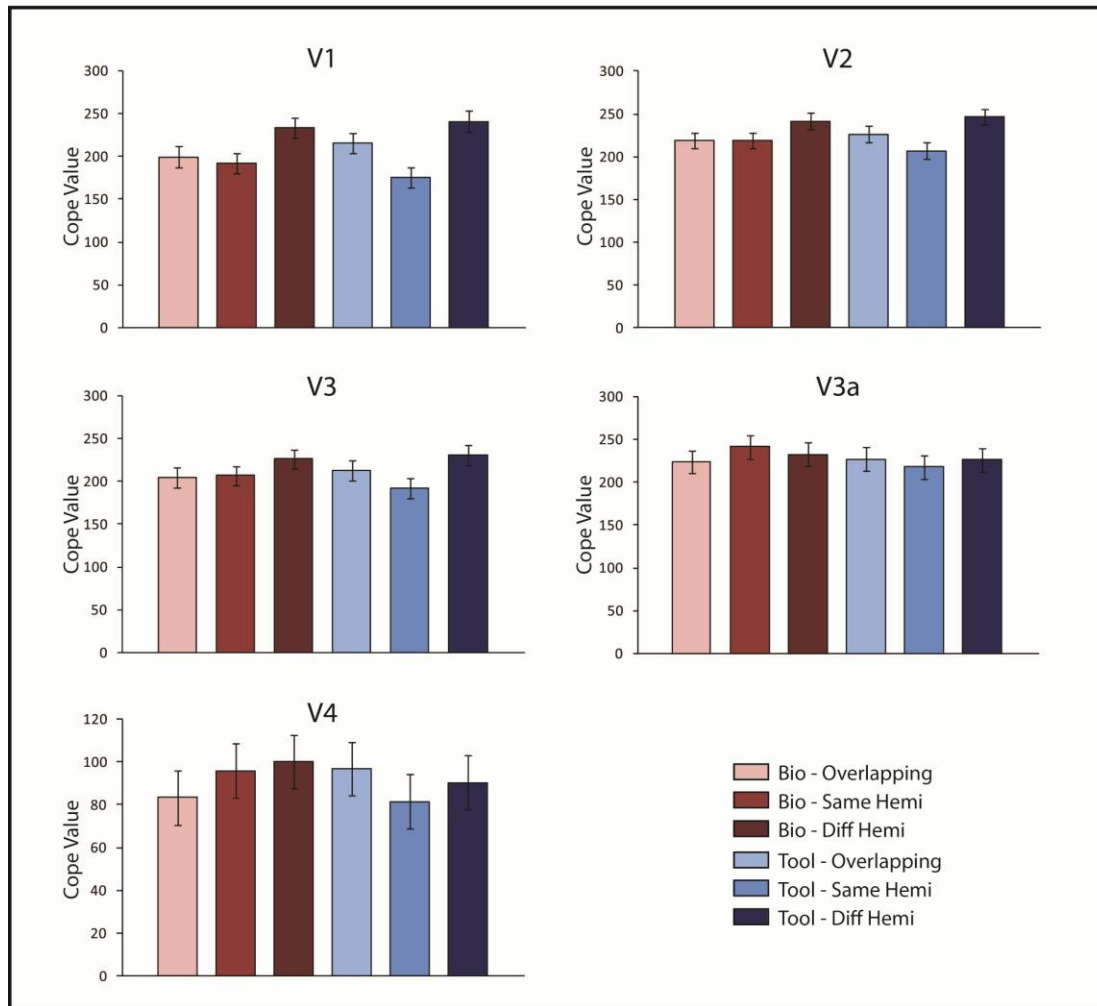 V1
300
250
200
150
100
50
0
Cope Value
V2
300
250
200
150
100
50
0
Cope Value
V3
300
250
200
150
100
50
0
Cope Value
V3a
300
250
200
150
100
50
0
Cope Value
V4
120
100
80
60
40
20
0
Cope Value
Bio - Overlapping
Bio - Same Hemi
Bio - Diff Hemi
Tool - Overlapping
Tool - Same Hemi
Tool - Diff Hemi